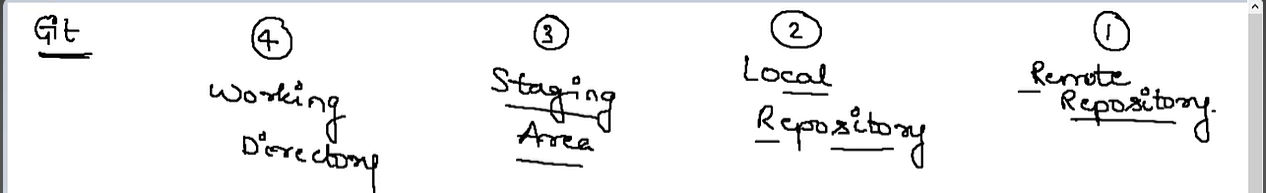 Git
④ ③ ② ①
Working Staging Local Remote
Directory Area Repository Repository.